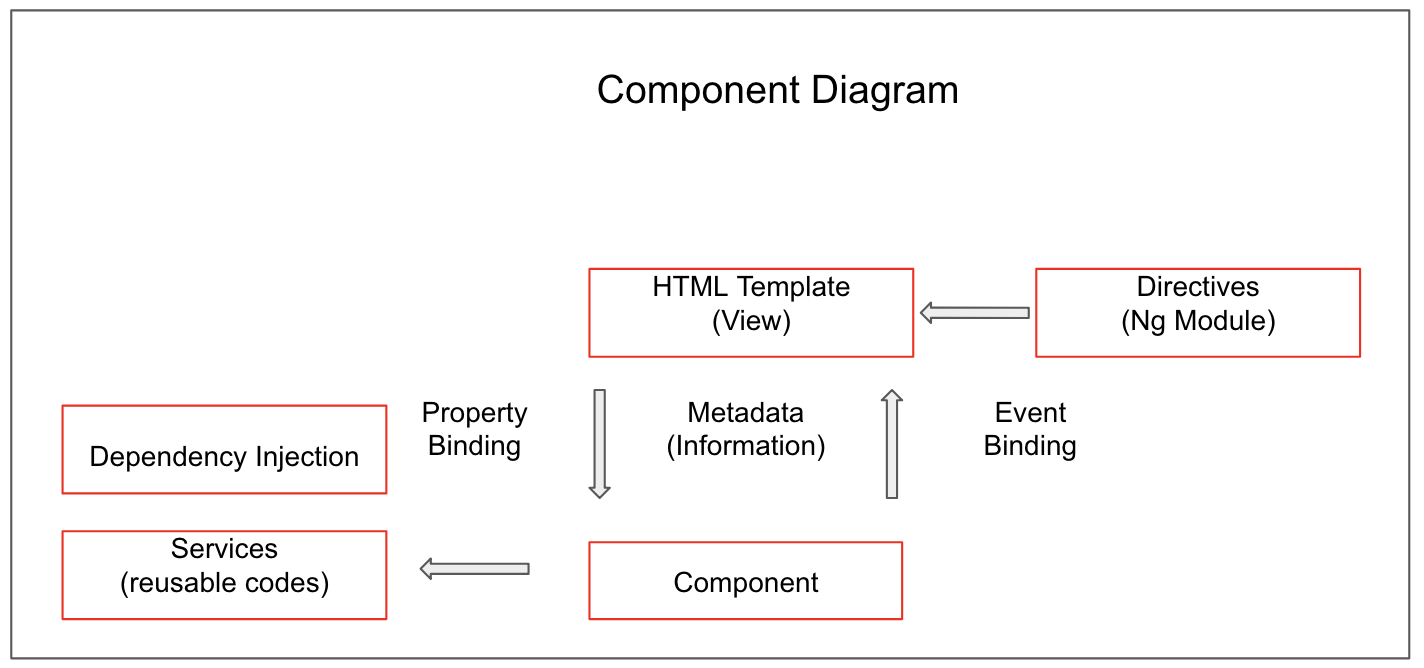 Component Diagram
HTML Template
(View)
Directives
(Ng Module)
Property
Binding
Metadata
(Information)
Event
Binding
Dependency Injection
Services
(reusable codes)
Component